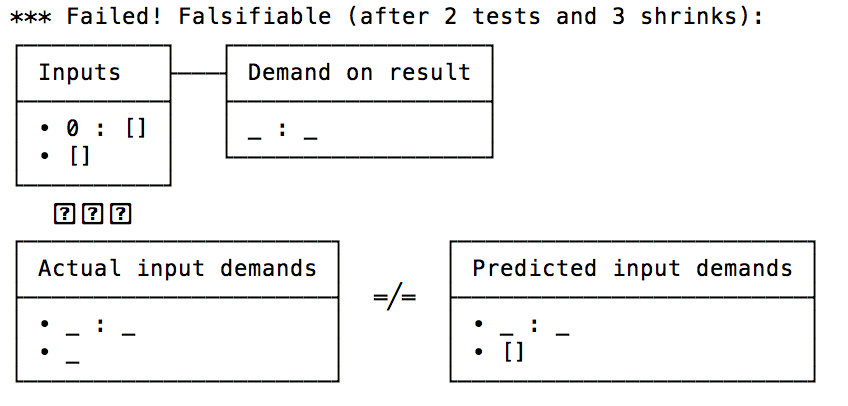 *** Failed! Falsifiable (after 2 tests and 3 shrinks):
Inputs
Demand on result
• 0 : []
• []
_ : _
🯄🯄🯄
Actual input demands
• _ : _
• _
=/=
Predicted input demands
• _ : _
• []